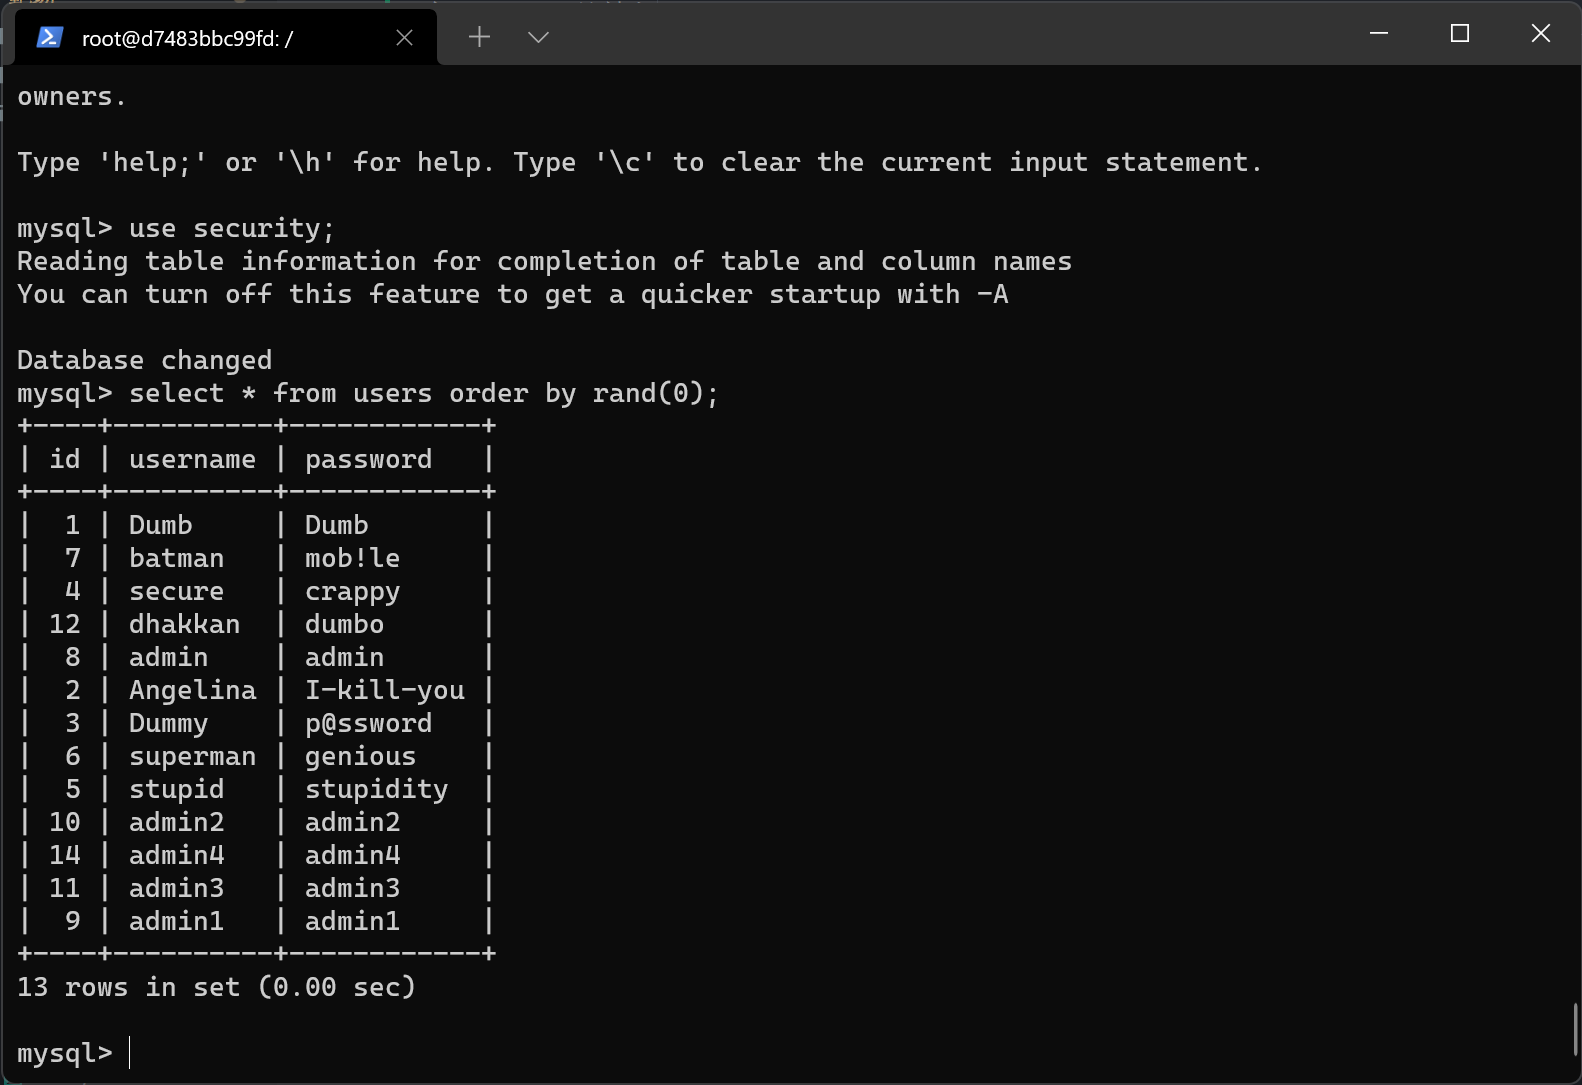 root@d7483bbc99fd: /
owners.
Type 'help;' or '\h' for help. Type '\c' to clear the current input statement.
mysql> use security;
Reading table information for completion of table and column names
You can turn off this feature to get a quicker startup with -A
Database changed
mysql> select * from users order by rand(0);
+----+----------+------------+
| id | username | password   |
+----+----------+------------+
|  1 | Dumb     | Dumb       |
|  7 | batman   | mob!le     |
|  4 | secure   | crappy     |
| 12 | dhakkan  | dumbo      |
|  8 | admin    | admin      |
|  2 | Angelina | I-kill-you |
|  3 | Dummy    | p@ssword   |
|  6 | superman | genious    |
|  5 | stupid   | stupidity  |
| 10 | admin2   | admin2     |
| 14 | admin4   | admin4     |
| 11 | admin3   | admin3     |
|  9 | admin1   | admin1     |
+----+----------+------------+
13 rows in set (0.00 sec)
mysql>